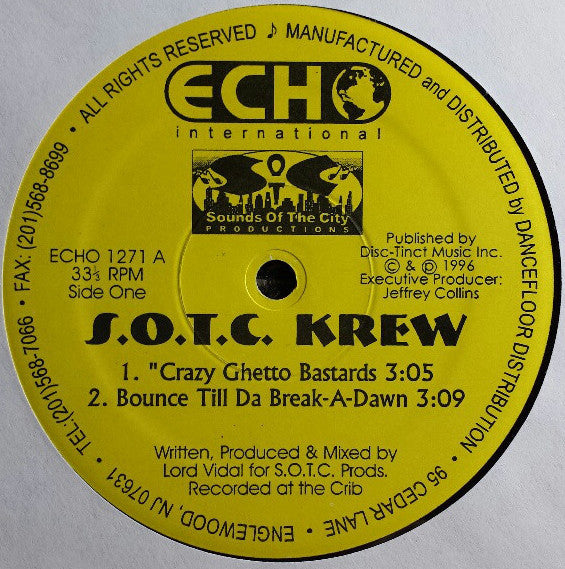 ALL RIGHTS RESERVED ♪ MANUFACTURED and DISTRIBUTED by DANCEFLOOR DISTRIBUTION • 95 CEDAR LANE • ENGLEWOOD, NJ 07631 • TEL:(201)568-7066 • FAX: (201)568-8699 •
ECHO
international
S O T C
Sounds Of The City
PRODUCTIONS
ECHO 1271 A
33⅓ RPM
Side One
Published by
Disc-Tinct Music Inc.
© & ℗ 1996
Executive Producer:
Jeffrey Collins
S.O.T.C. KREW
1. "Crazy Ghetto Bastards 3:05
2. Bounce Till Da Break-A-Dawn 3:09
Written, Produced & Mixed by
Lord Vidal for S.O.T.C. Prods.
Recorded at the Crib